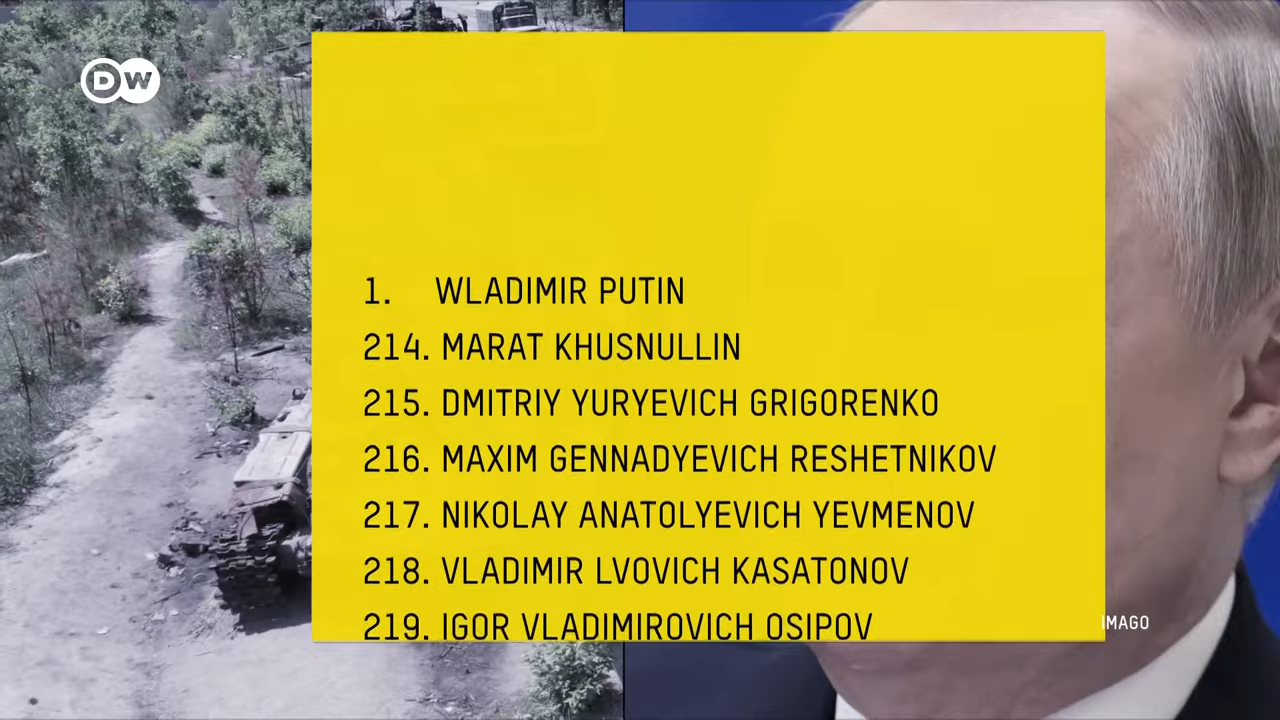 DW
1. WLADIMIR PUTIN
214. MARAT KHUSNULLIN
215. DMITRIY YURYEVICH GRIGORENKO
216. MAXIM GENNADYEVICH RESHETNIKOV
217. NIKOLAY ANATOLYEVICH YEVMENOV
218. VLADIMIR LVOVICH KASATONOV
219. IGOR VLADIMIROVICH OSIPOV
IMAGO